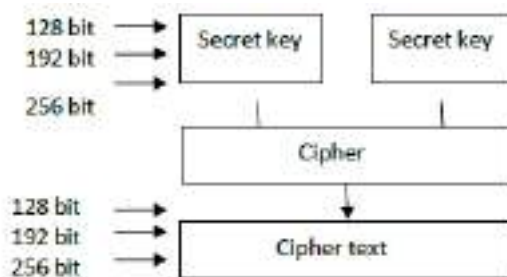 128 bit
192 bit
256 bit
Secret key
Secret key
Cipher
128 bit
192 bit
256 bit
Cipher text